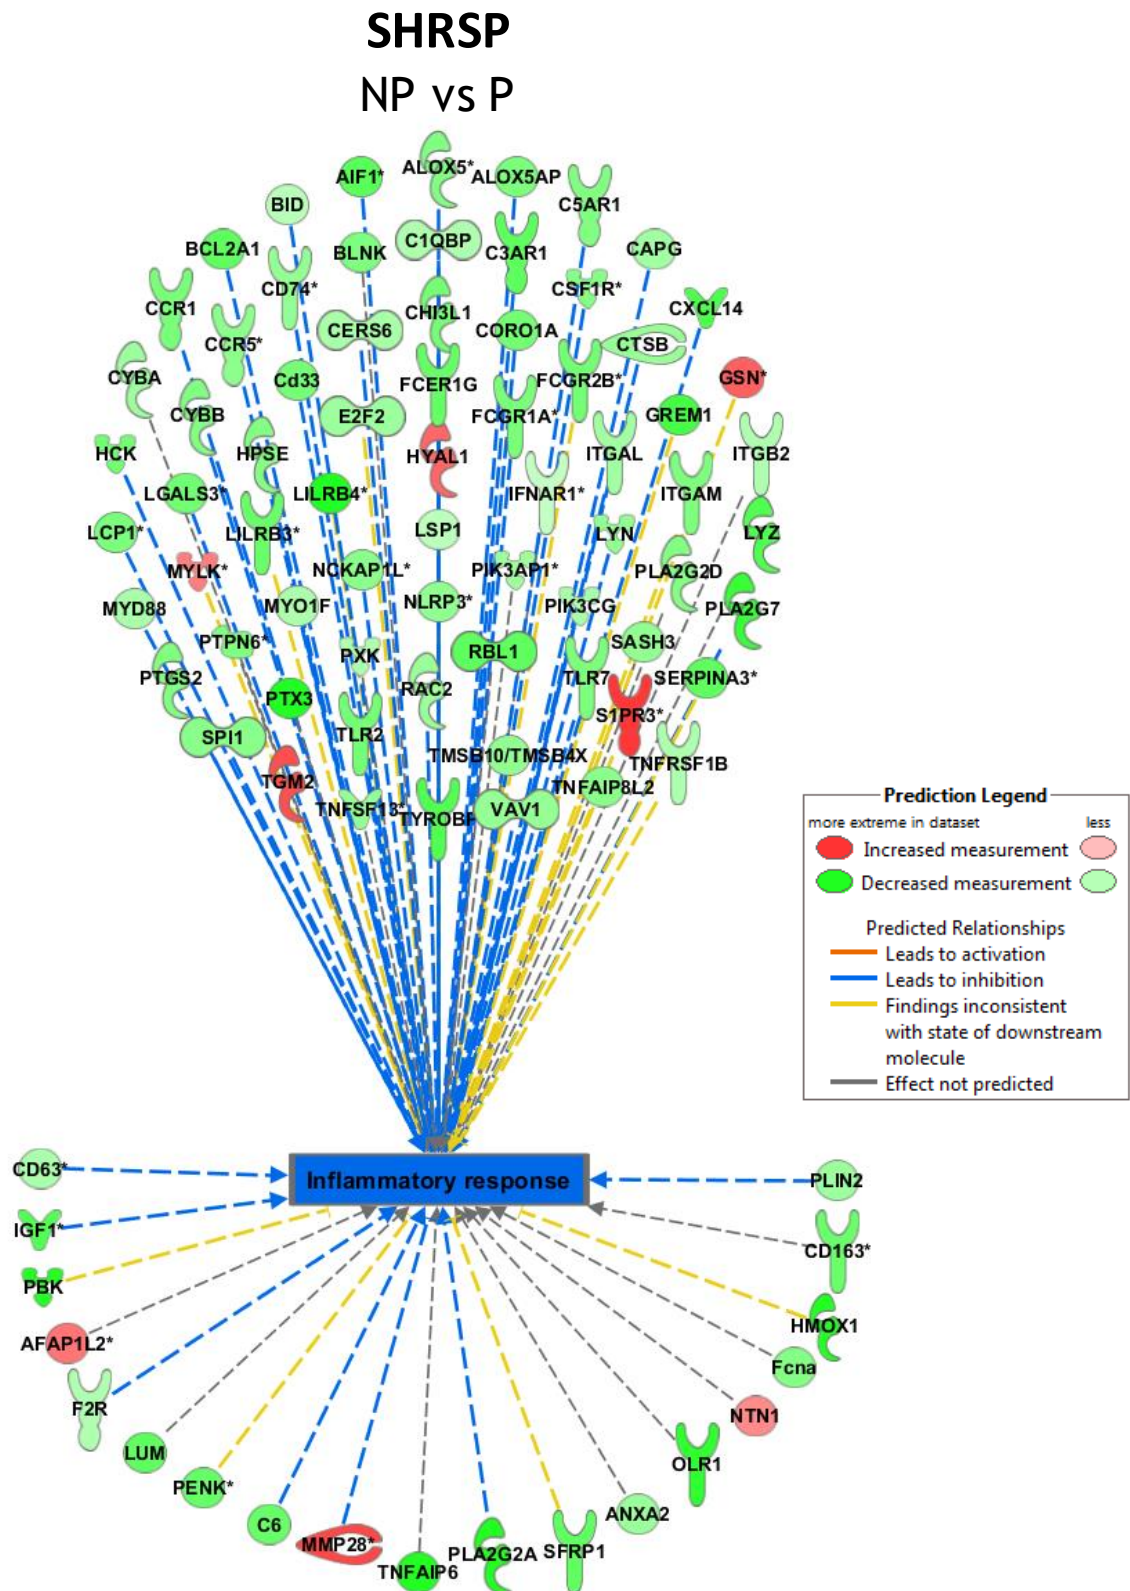 SHRSP
NP vs P
ALOX5*
AIF1*
ALOX5AP
BID
C5AR1
BCL2A1
BLNK
C1QBP
C3AR1
CAPG
CCR1
CD74*
CSF1R*
CHI3L1
CXCL14
CERS6
CORO1A
CCR5*
CTSB
CYBA
Cd33
FCER1G
FCGR2B*
GSN*
CYBB
E2F2
FCGR1A*
GREM1
HCK
HPSE
HYAL1
ITGAL
ITGB2
LGALS3*
LILRB4*
IFNAR1*
ITGAM
LCP1*
LILRB3*
LSP1
LYN
LYZ
MYLK*
NCKAP1L*
PIK3AP1*
PLA2G2D
MYD88
MYO1F
NLRP3*
PIK3CG
PLA2G7
PTPN6*
PXK
RBL1
SASH3
PTGS2
RAC2
TLR7
SERPINA3*
PTX3
S1PR3*
SPI1
TLR2
TMSB10/TMSB4X
TNFRSF1B
TGM2
TNFAIP8L2
TNFSF13*
TYROBP
VAV1
Prediction Legend
more extreme in dataset less
Increased measurement
Decreased measurement
Predicted Relationships
Leads to activation
Leads to inhibition
Findings inconsistent
with state of downstream
molecule
Effect not predicted
CD63*
Inflammatory response
PLIN2
IGF1*
CD163*
PBK
HMOX1
AFAP1L2*
Fcna
F2R
NTN1
LUM
OLR1
PENK*
ANXA2
C6
MMP28*
PLA2G2A
SFRP1
TNFAIP6